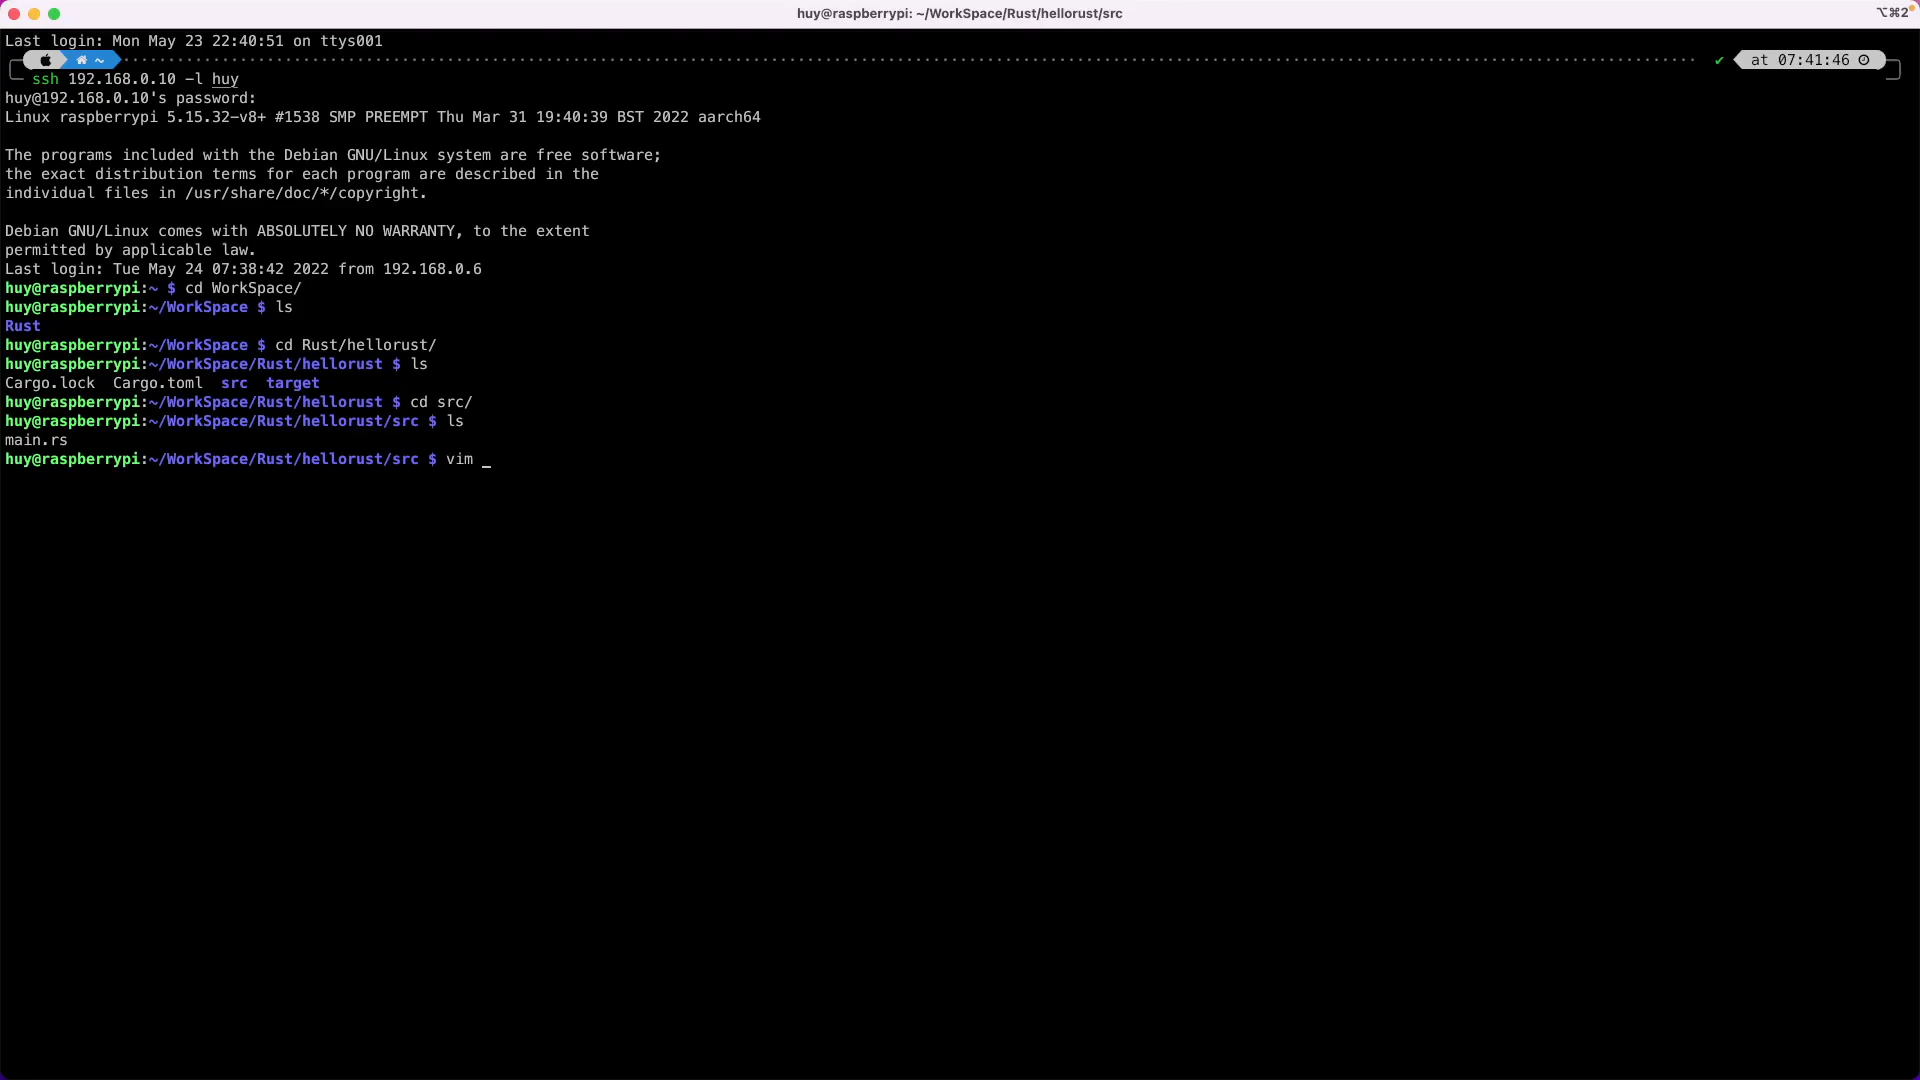 huy@raspberrypi: ~/WorkSpace/Rust/hellorust/src
⌥⌘2
Last login: Mon May 23 22:40:51 on ttys001
~ ✔ at 07:41:46
ssh 192.168.0.10 -l huy
huy@192.168.0.10's password:
Linux raspberrypi 5.15.32-v8+ #1538 SMP PREEMPT Thu Mar 31 19:40:39 BST 2022 aarch64
The programs included with the Debian GNU/Linux system are free software;
the exact distribution terms for each program are described in the
individual files in /usr/share/doc/*/copyright.
Debian GNU/Linux comes with ABSOLUTELY NO WARRANTY, to the extent
permitted by applicable law.
Last login: Tue May 24 07:38:42 2022 from 192.168.0.6
huy@raspberrypi:~ $ cd WorkSpace/
huy@raspberrypi:~/WorkSpace $ ls
Rust
huy@raspberrypi:~/WorkSpace $ cd Rust/hellorust/
huy@raspberrypi:~/WorkSpace/Rust/hellorust $ ls
Cargo.lock  Cargo.toml  src  target
huy@raspberrypi:~/WorkSpace/Rust/hellorust $ cd src/
huy@raspberrypi:~/WorkSpace/Rust/hellorust/src $ ls
main.rs
huy@raspberrypi:~/WorkSpace/Rust/hellorust/src $ vim _